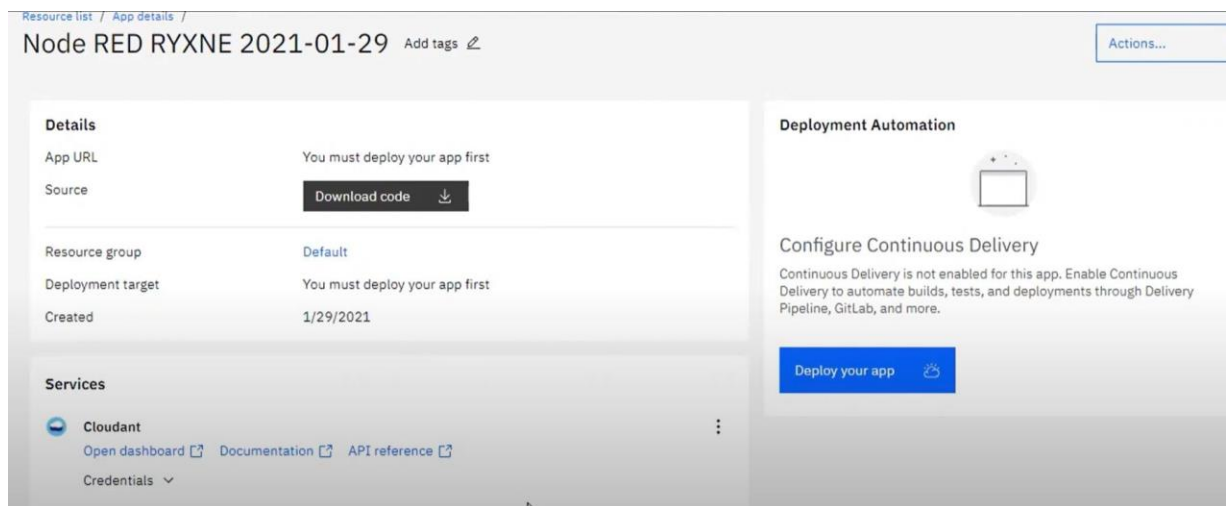 Resource list / App details /
Node RED RYXNE 2021-01-29 Add tags
Actions...
Details
App URL You must deploy your app first
Source Download code
Resource group Default
Deployment target You must deploy your app first
Created 1/29/2021
Services
Cloudant
Open dashboard Documentation API reference
Credentials
Deployment Automation
Configure Continuous Delivery
Continuous Delivery is not enabled for this app. Enable Continuous
Delivery to automate builds, tests, and deployments through Delivery
Pipeline, GitLab, and more.
Deploy your app